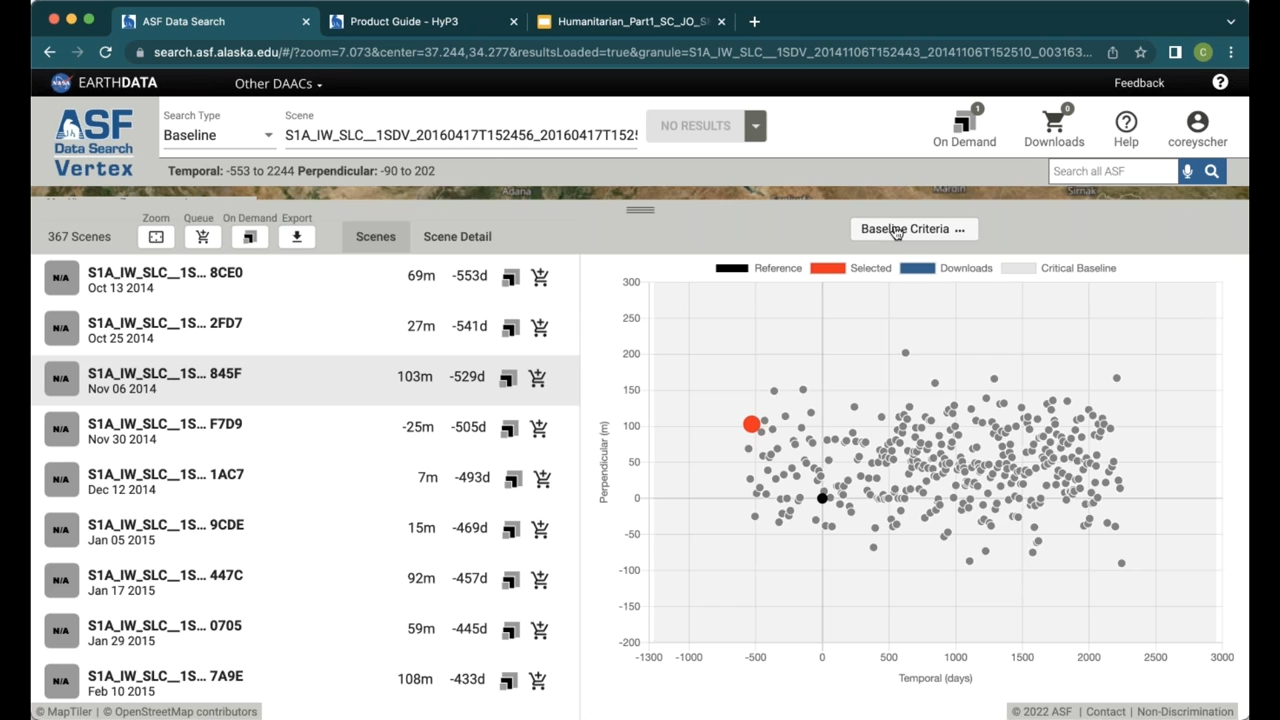 ASF Data Search
Product Guide - HyP3
Humanitarian_Part1_SC_JO_S
search.asf.alaska.edu/#/?zoom=7.073&center=37.244,34.277&resultsLoaded=true&granule=S1A_IW_SLC__1SDV_20141106T152443_20141106T152510_003163...
C
EARTHDATA
Other DAACs
Feedback
ASF
Data Search
Vertex
Search Type
Baseline
Scene
S1A_IW_SLC__1SDV_20160417T152456_20160417T152
NO RESULTS
1
On Demand
0
Downloads
Help
coreyscher
Temporal: -553 to 2244 Perpendicular: -90 to 202
Search all ASF
Adana
Mardin
Sirnak
367 Scenes
Zoom
Queue
On Demand
Export
Scenes
Scene Detail
Baseline Criteria ...
N/A
S1A_IW_SLC__1S... 8CE0
Oct 13 2014
69m -553d
N/A
S1A_IW_SLC__1S... 2FD7
Oct 25 2014
27m -541d
N/A
S1A_IW_SLC__1S... 845F
Nov 06 2014
103m -529d
N/A
S1A_IW_SLC__1S... F7D9
Nov 30 2014
-25m -505d
N/A
S1A_IW_SLC__1S... 1AC7
Dec 12 2014
7m -493d
N/A
S1A_IW_SLC__1S... 9CDE
Jan 05 2015
15m -469d
N/A
S1A_IW_SLC__1S... 447C
Jan 17 2015
92m -457d
N/A
S1A_IW_SLC__1S... 0705
Jan 29 2015
59m -445d
N/A
S1A_IW_SLC__1S... 7A9E
Feb 10 2015
108m -433d
Reference
Selected
Downloads
Critical Baseline
300
250
200
150
100
50
0
-50
-100
-150
-200
Perpendicular (m)
-1300 -1000 -500 0 500 1000 1500 2000 2500 3000
Temporal (days)
© MapTiler | © OpenStreetMap contributors
© 2022 ASF | Contact | Non-Discrimination